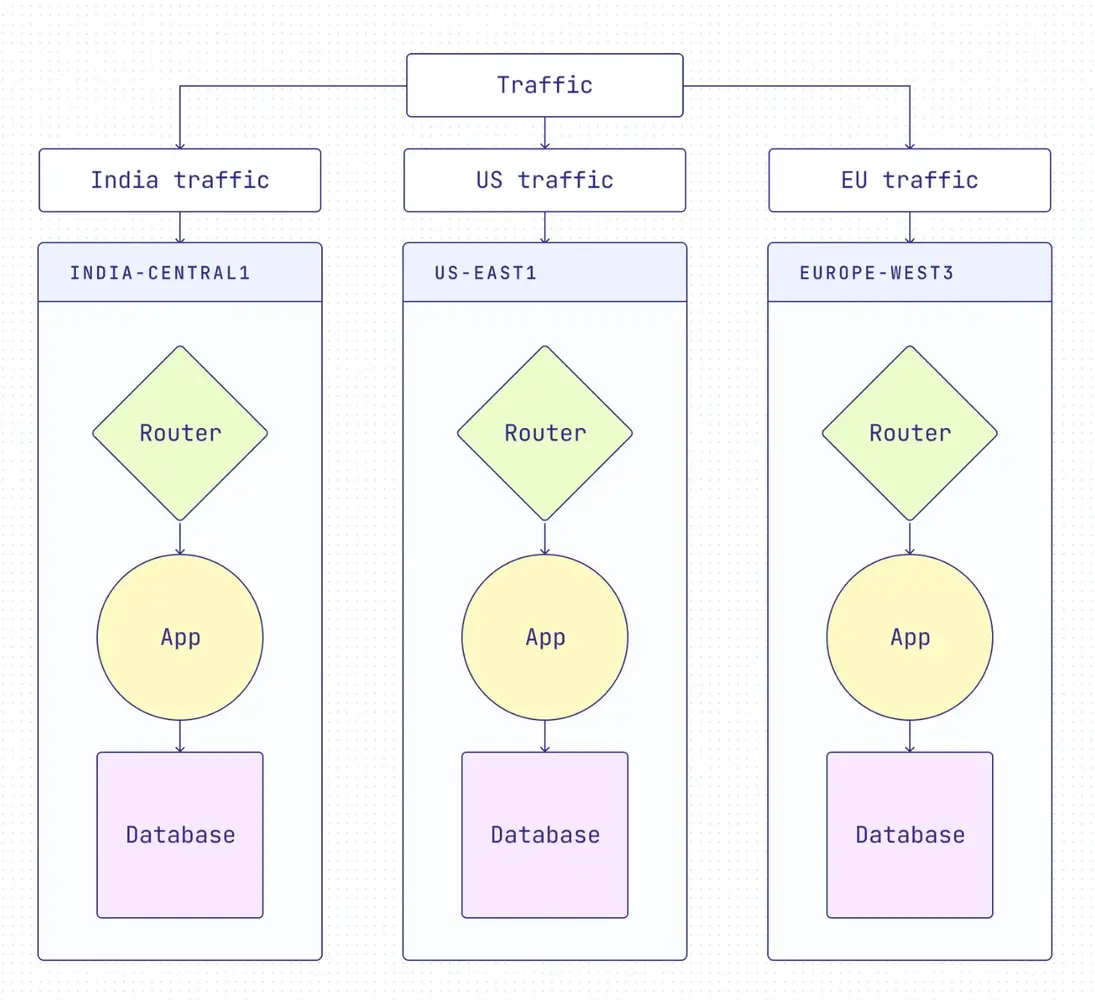 Traffic
India traffic
US traffic
EU traffic
INDIA-CENTRAL1
US-EAST1
EUROPE-WEST3
Router
Router
Router
App
App
App
Database
Database
Database